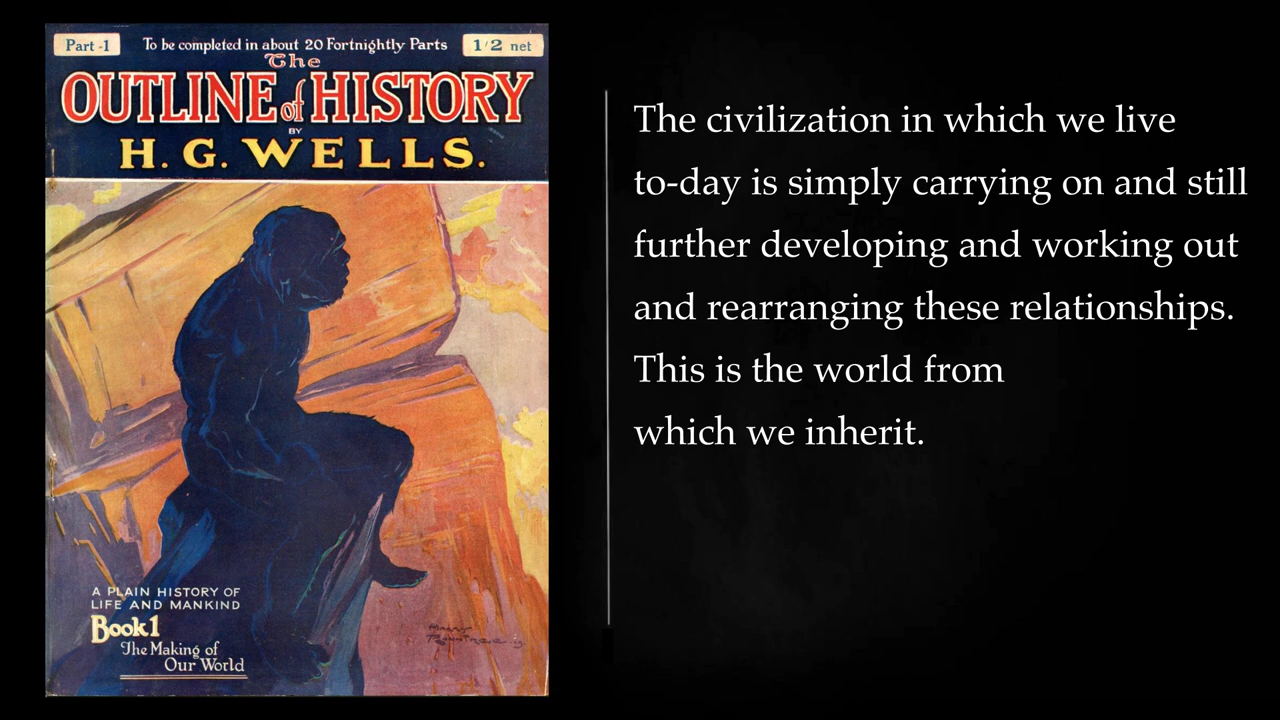 Part -1
To be completed in about 20 Fortnightly Parts
1/2 net
The
OUTLINE of HISTORY
BY
H. G. WELLS.
A PLAIN HISTORY OF
LIFE AND MANKIND
Book 1
The Making of
Our World
The civilization in which we live
to-day is simply carrying on and still
further developing and working out
and rearranging these relationships.
This is the world from
which we inherit.